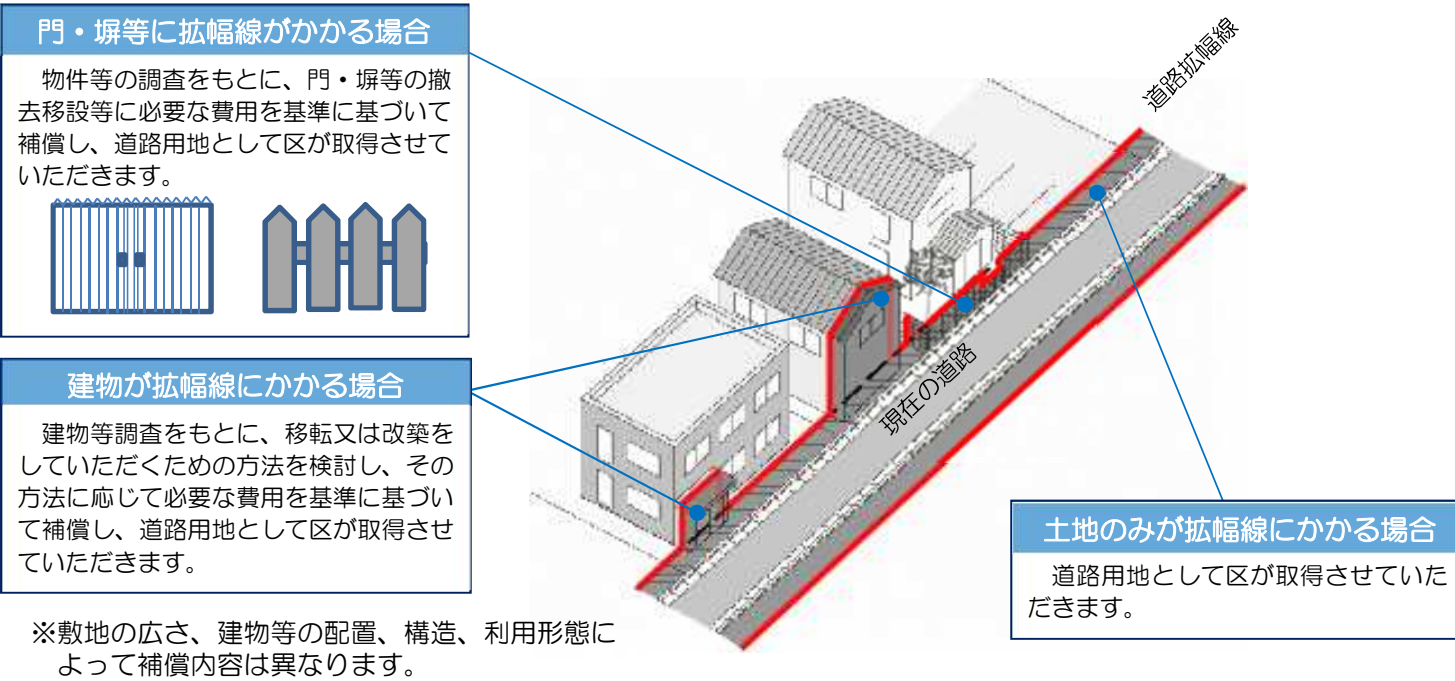 門・塀等に拡幅線がかかる場合
物件等の調査をもとに、門・塀等の撤
去移設等に必要な費用を基準に基づいて
補償し、道路用地として区が取得させて
いただきます。
建物が拡幅線にかかる場合
建物等調査をもとに、移転又は改築を
していただくための方法を検討し、その
方法に応じて必要な費用を基準に基づい
て補償し、道路用地として区が取得させ
ていただきます。
※敷地の広さ、建物等の配置、構造、利用形態に
よって補償内容は異なります。
道路拡幅線
現在の道路
土地のみが拡幅線にかかる場合
道路用地として区が取得させていた
だきます。